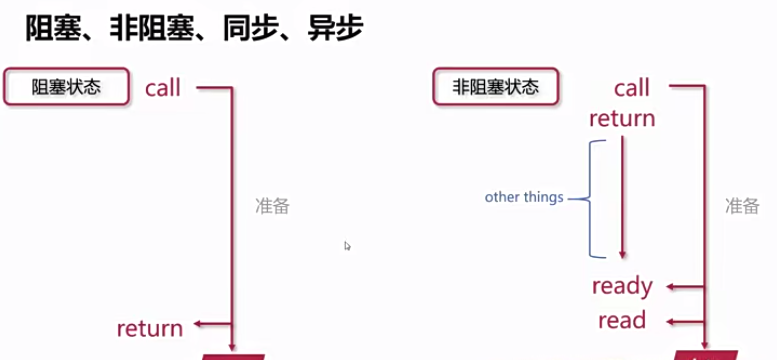 阻塞、非阻塞、同步、异步
阻塞状态
call
准备
return
非阻塞状态
call
return
other things
准备
ready
read